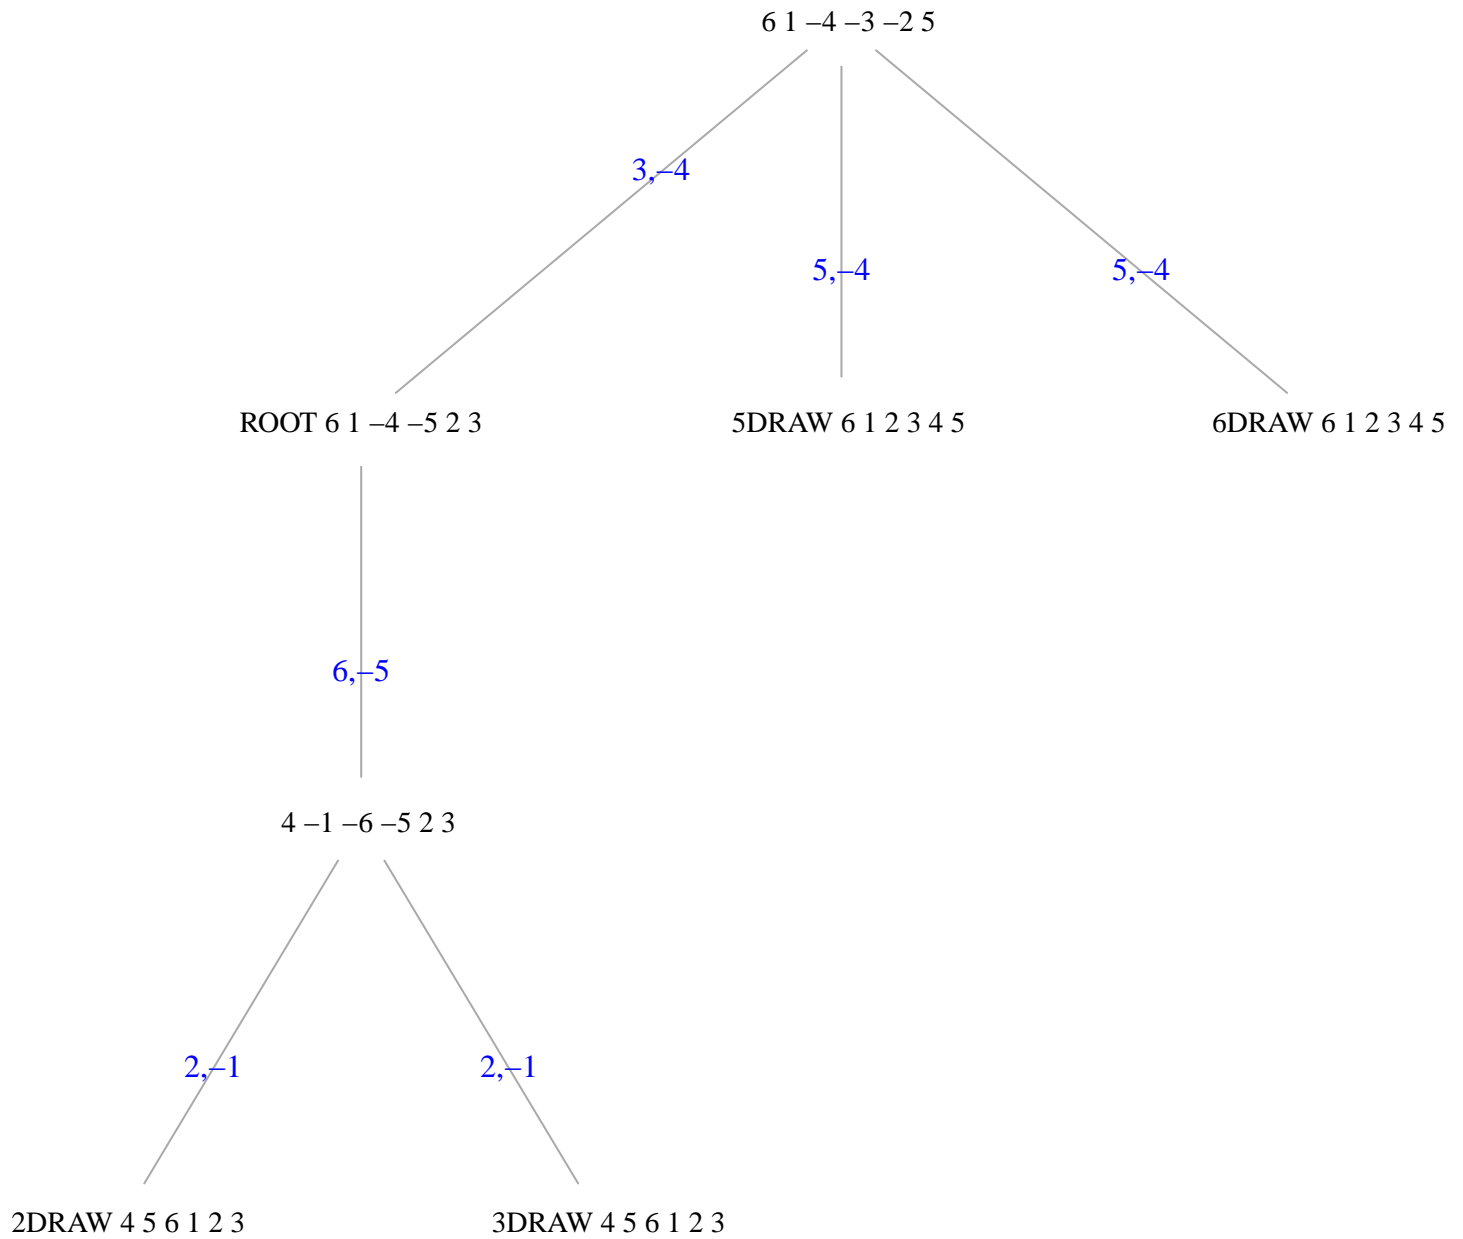 6 1 –4 –3 –2 5
3,–4
5,–4
5,–4
ROOT 6 1 –4 –5 2 3
5DRAW 6 1 2 3 4 5
6DRAW 6 1 2 3 4 5
6,–5
4 –1 –6 –5 2 3
2,–1
2,–1
2DRAW 4 5 6 1 2 3
3DRAW 4 5 6 1 2 3